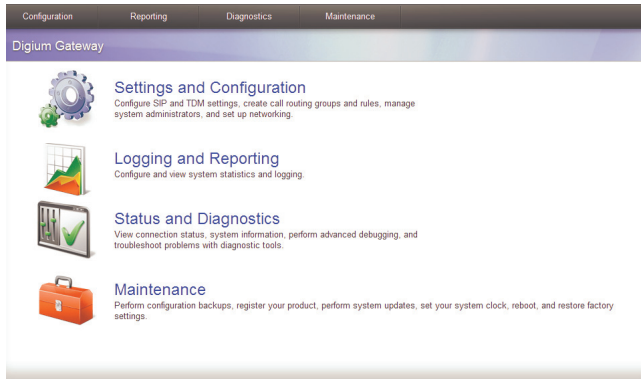 Configuration Reporting Diagnostics Maintenance
Digium Gateway
Settings and Configuration
Configure SIP and TDM settings, create call routing groups and rules, manage
system administrators, and set up networking.
Logging and Reporting
Configure and view system statistics and logging.
Status and Diagnostics
View connection status, system information, perform advanced debugging, and
troubleshoot problems with diagnostic tools.
Maintenance
Perform configuration backups, register your product, perform system updates, set your system clock, reboot, and restore factory
settings.